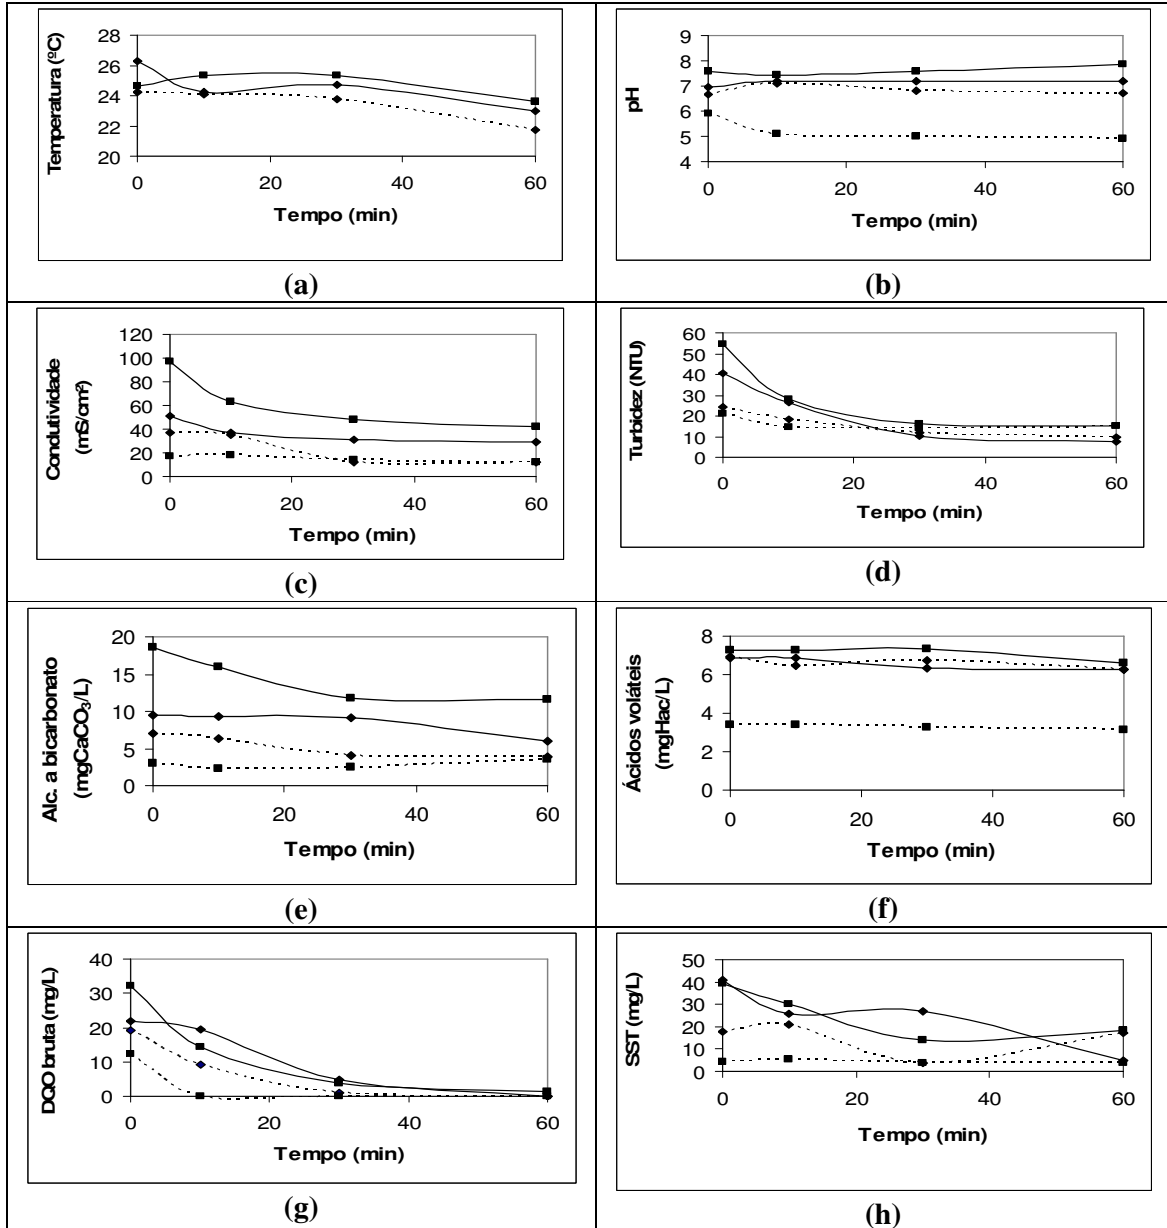 Temperatura (ºC)
28
26
24
22
20
0 20 40 60
Tempo (min)
(a)
pH
9
8
7
6
5
4
0 20 40 60
Tempo (min)
(b)
Condutividade
(mS/cm²)
120
100
80
60
40
20
0
0 20 40 60
Tempo (min)
(c)
Turbidez (NTU)
60
50
40
30
20
10
0
0 20 40 60
Tempo (min)
(d)
Alc. a bicarbonato
(mgCaCO₃/L)
20
15
10
5
0
0 20 40 60
Tempo (min)
(e)
Ácidos voláteis
(mgHac/L)
8
6
4
2
0
0 20 40 60
Tempo (min)
(f)
DQO bruta (mg/L)
40
30
20
10
0
0 20 40 60
Tempo (min)
(g)
SST (mg/L)
50
40
30
20
10
0
0 20 40 60
Tempo (min)
(h)